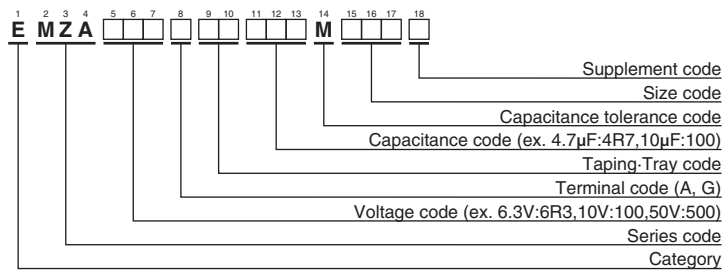 1 2 3 4 5 6 7 8 9 10 11 12 13 14 15 16 17 18
E M Z A M
Supplement code
Size code
Capacitance tolerance code
Capacitance code (ex. 4.7μF:4R7,10μF:100)
Taping·Tray code
Terminal code (A, G)
Voltage code (ex. 6.3V:6R3,10V:100,50V:500)
Series code
Category